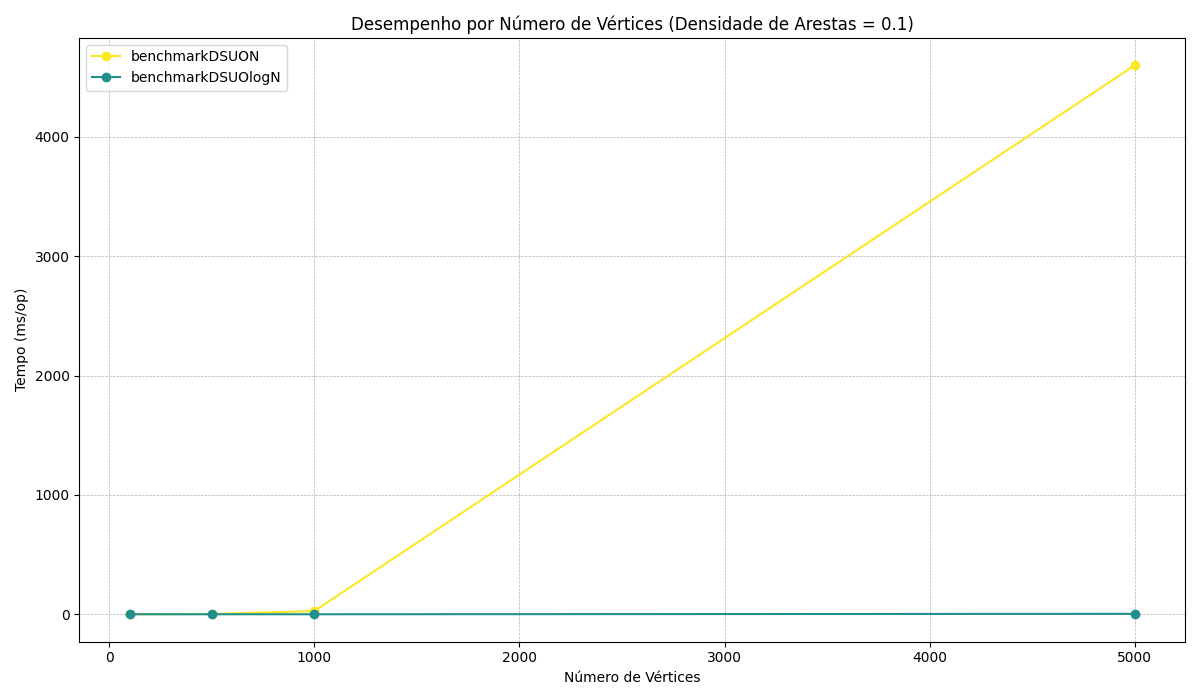 Desempenho por Número de Vértices (Densidade de Arestas = 0.1)
benchmarkDSUON
benchmarkDSUOlogN
Tempo (ms/op)
4000
3000
2000
1000
0
0 1000 2000 3000 4000 5000
Número de Vértices